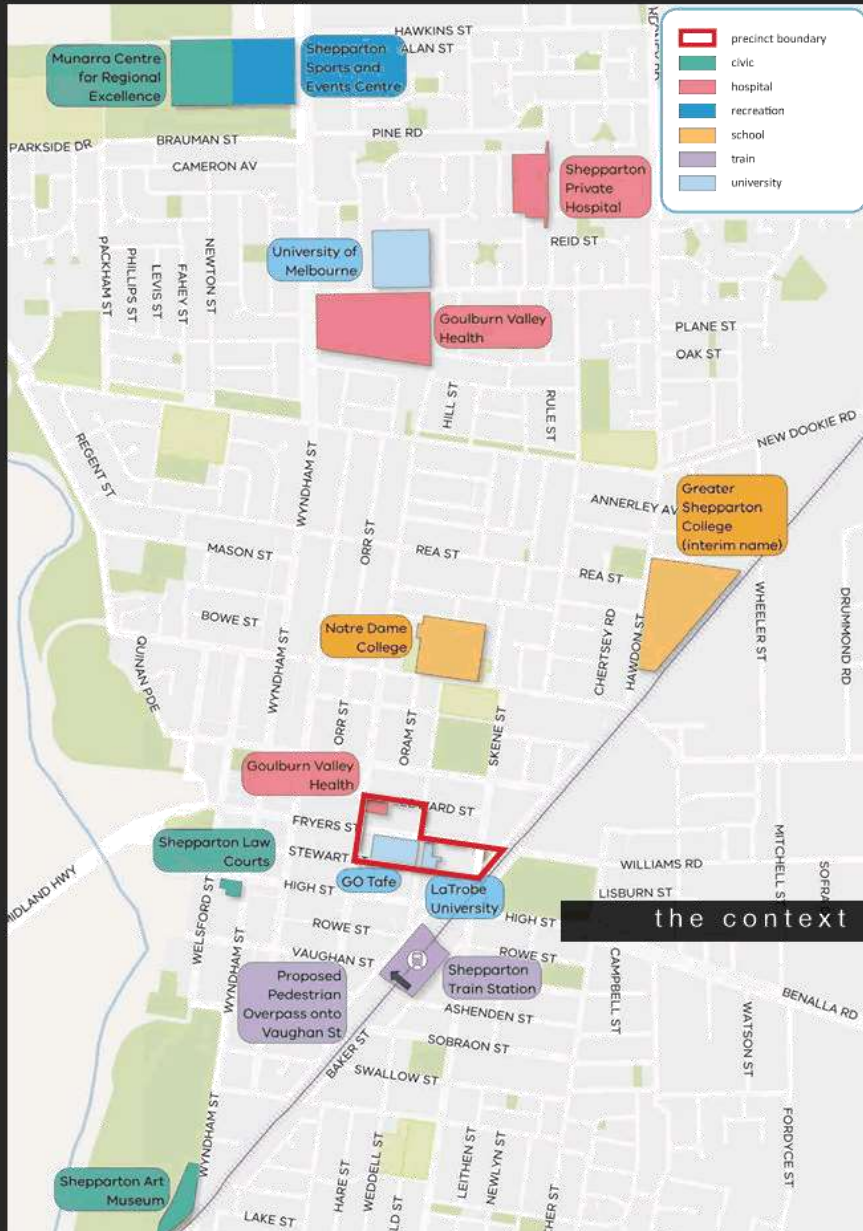 HAWKINS ST
ALAN ST
Munarra Centre
for Regional
Excellence
Shepparton
Sports and
Events Centre
precinct boundary
civic
hospital
recreation
school
train
university
PARKSIDE DR
BRAUMAN ST
CAMERON AV
PINE RD
Shepparton
Private
Hospital
REID ST
PACKHAM ST
PHILLIPS ST
LEVIS ST
FAHEY ST
NEWTON ST
University of
Melbourne
Goulburn Valley
Health
PLANE ST
OAK ST
HILL ST
RULE ST
NEW DOOKIE RD
REGENT ST
WYNDHAM ST
ANNERLEY AV
Greater
Shepparton
College
(interim name)
MASON ST
ORR ST
REA ST
REA ST
BOWE ST
WYNDHAM ST
QUINAN PDE
Notre Dame
College
CHERTSEY RD
HAWDON ST
WHEELER ST
DRUMMOND RD
ORR ST
ORAM ST
SKENE ST
Goulburn Valley
Health
FRYERS ST
Shepparton Law
Courts
STEWART
GO Tafe
LaTrobe
University
WILLIAMS RD
MITCHELL ST
LISBURN ST
MIDLAND HWY
WELSFORD ST
HIGH ST
HIGH ST
the context
ROWE ST
ROWE ST
VAUGHAN ST
WYNDHAM ST
Proposed
Pedestrian
Overpass onto
Vaughan St
Shepparton
Train Station
CAMPBELL ST
BENALLA RD
ASHENDEN ST
WATSON ST
BAKER ST
SOBRAON ST
SWALLOW ST
WYNDHAM ST
FORDYCE ST
Shepparton Art
Museum
HARE ST
WEDDELL ST
LEITHEN ST
NEWLYN ST
LAKE ST